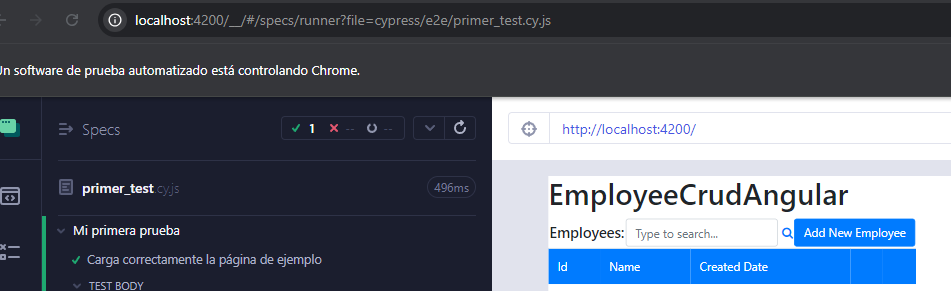 localhost:4200/__/#/specs/runner?file=cypress/e2e/primer_test.cy.js
Un software de prueba automatizado está controlando Chrome.
Specs
1
--
--
http://localhost:4200/
primer_test.cy.js
496ms
EmployeeCrudAngular
Mi primera prueba
Employees:
Type to search...
Add New Employee
Carga correctamente la página de ejemplo
Id
Name
Created Date
TEST BODY